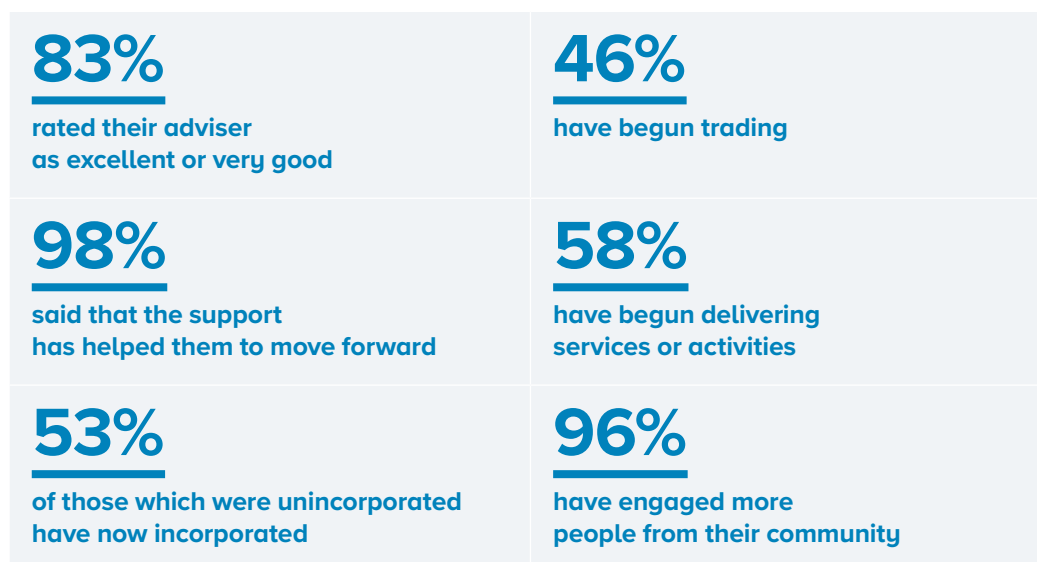 83%
rated their adviser
as excellent or very good
46%
have begun trading
98%
said that the support
has helped them to move forward
58%
have begun delivering
services or activities
53%
of those which were unincorporated
have now incorporated
96%
have engaged more
people from their community